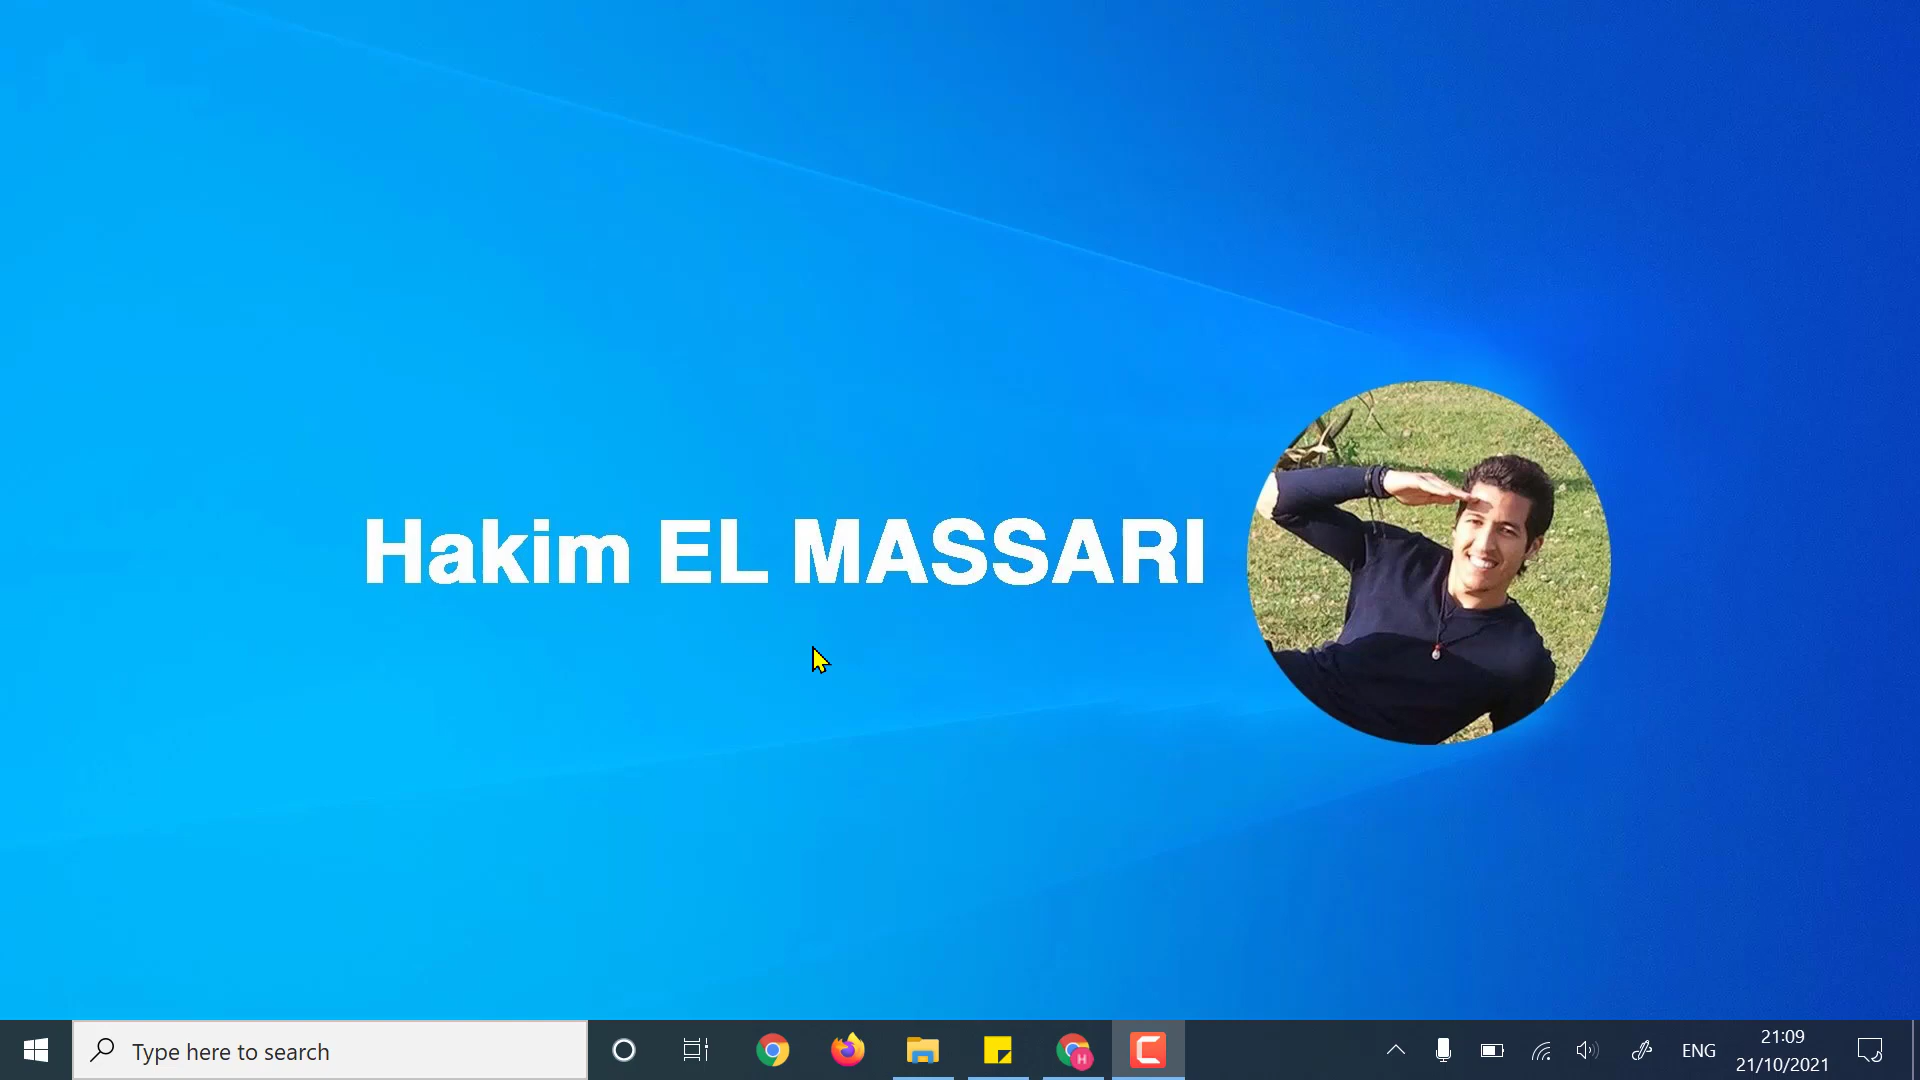 Hakim EL MASSARI
Type here to search
H
ENG
21:09
21/10/2021